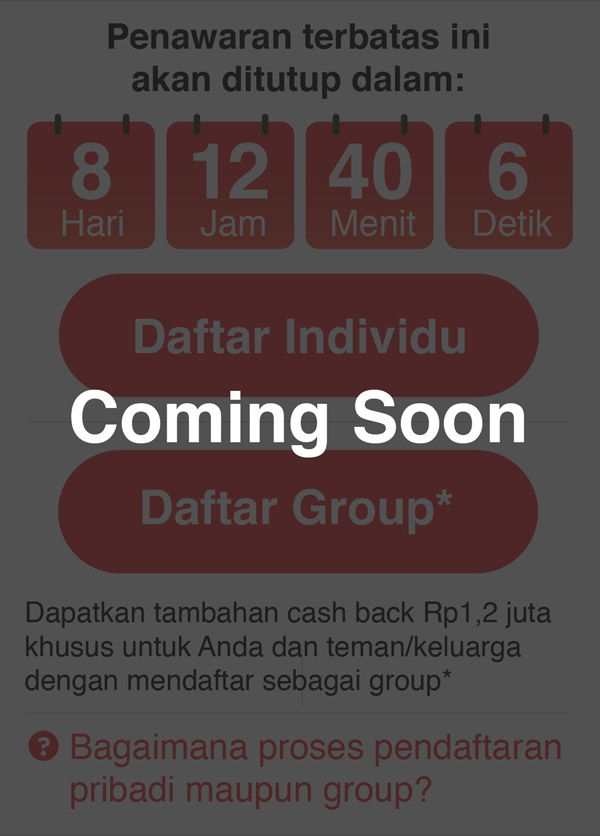 Penawaran terbatas ini
akan ditutup dalam:
8 12 40 6
Hari Jam Menit Detik
Daftar Individu
Coming Soon
Daftar Group*
Dapatkan tambahan cash back Rp1,2 juta
khusus untuk Anda dan teman/keluarga
dengan mendaftar sebagai group*
? Bagaimana proses pendaftaran
pribadi maupun group?